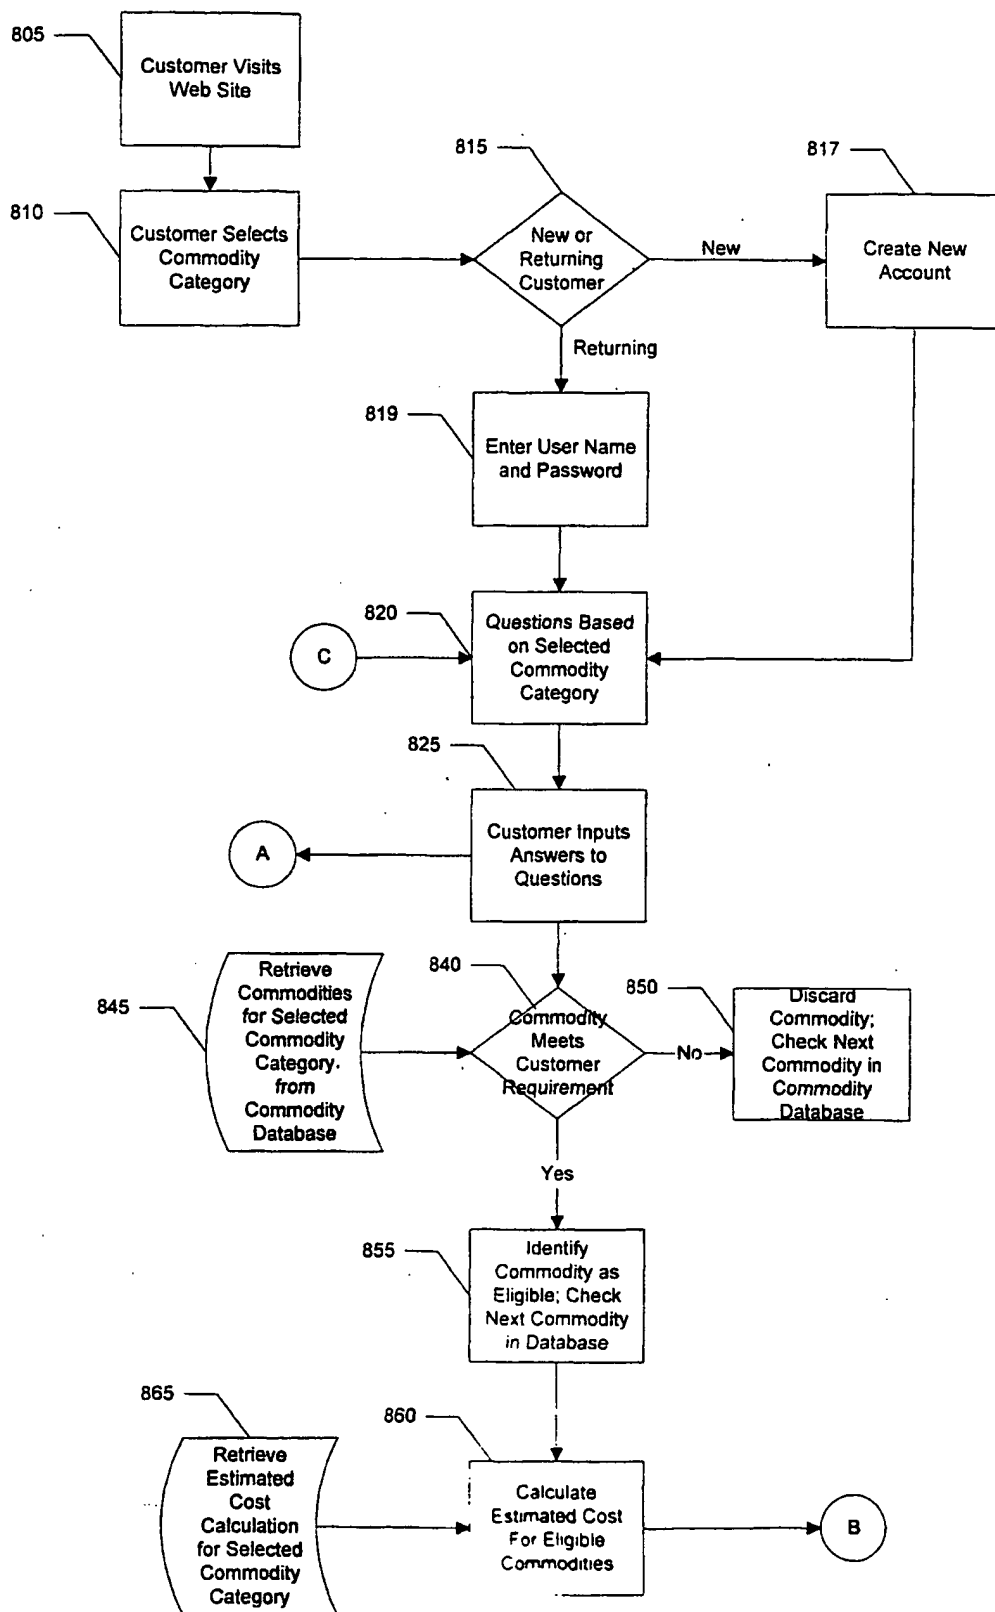 805
Customer Visits
Web Site
815
817
810
Customer Selects
Commodity
Category
New or
Returning
Customer
New
Create New
Account
Returning
819
Enter User Name
and Password
820
Questions Based
on Selected
Commodity
Category
C
825
Customer Inputs
Answers to
Questions
A
845
Retrieve
Commodities
for Selected
Commodity
Category.
from
Commodity
Database
840
Commodity
Meets
Customer
Requirement
No
850
Discard
Commodity;
Check Next
Commodity in
Commodity
Database
Yes
855
Identify
Commodity as
Eligible; Check
Next Commodity
in Database
865
Retrieve
Estimated
Cost
Calculation
for Selected
Commodity
Category
860
Calculate
Estimated Cost
For Eligible
Commodities
B